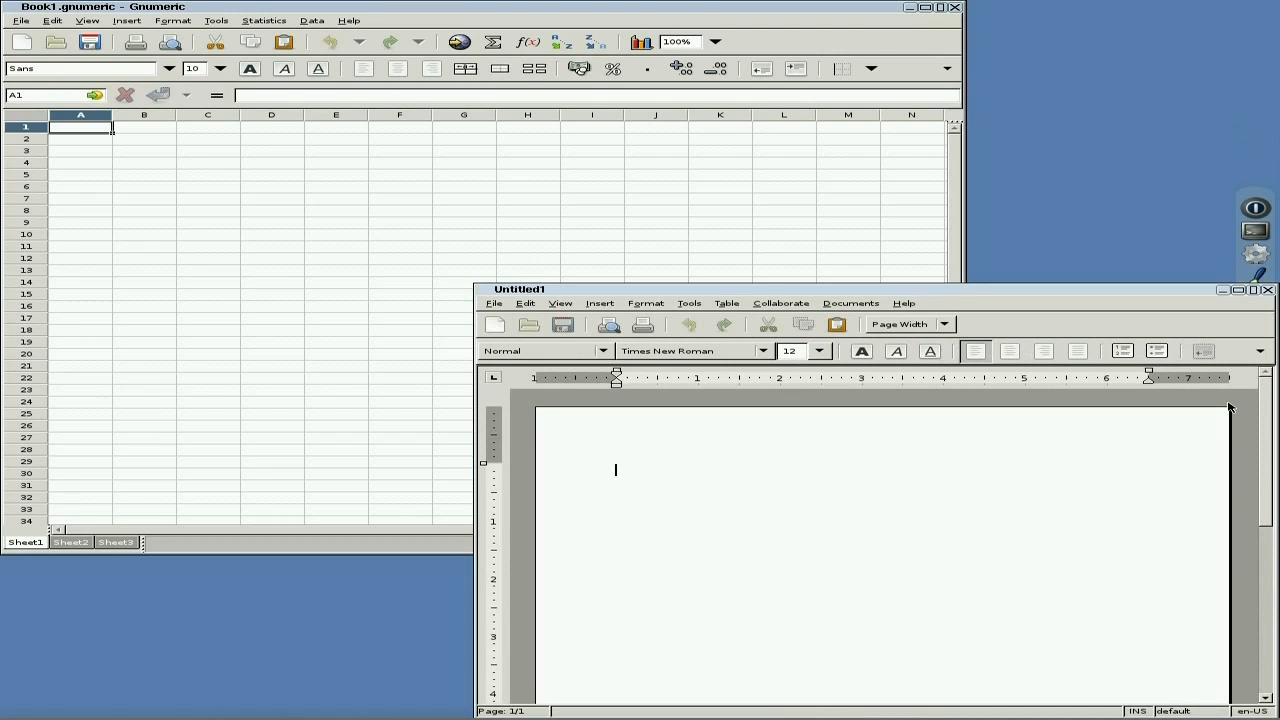 Book1.gnumeric - Gnumeric
File Edit View Insert Format Tools Statistics Data Help
f(x) 100%
Sans 10 A A A %
A1 =
A B C D E F G H I J K L M N
1
2
3
4
5
6
7
8
9
10
11
12
13
14
15
16
17
18
19
20
21
22
23
24
25
26
27
28
29
30
31
32
33
34
Sheet1 Sheet2 Sheet3
Untitled1
File Edit View Insert Format Tools Table Collaborate Documents Help
Page Width
Normal Times New Roman 12 A A A
1 1 2 3 4 5 6 7
1
2
3
4
Page: 1/1 INS default en-US